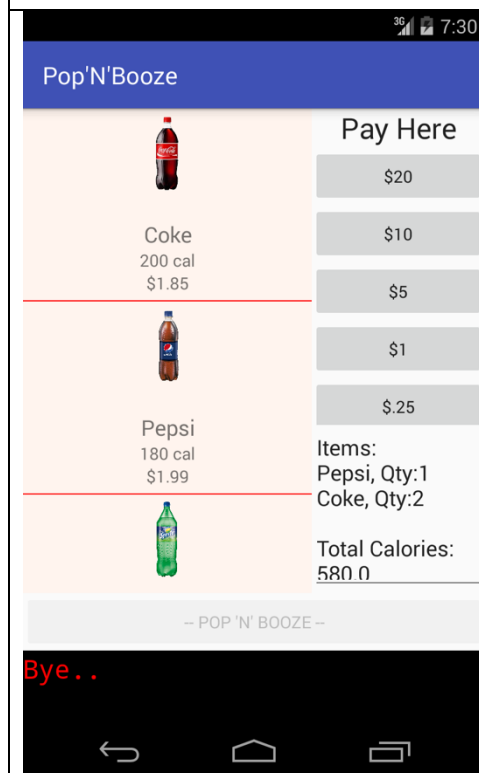 3G 7:30
Pop'N'Booze
Coke
200 cal
$1.85
Pepsi
180 cal
$1.99
Pay Here
$20
$10
$5
$1
$.25
Items:
Pepsi, Qty:1
Coke, Qty:2
Total Calories:
580.0
-- POP 'N' BOOZE --
Bye..